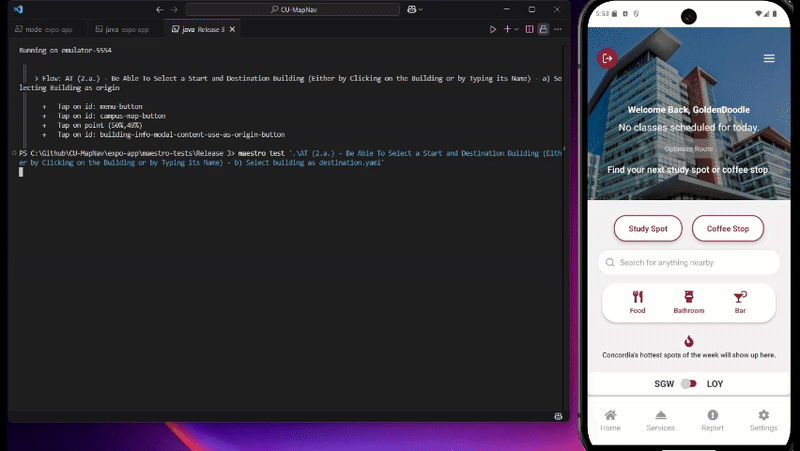 CU-MapNav
node expo-app
java expo-app
java Release 3
Running on emulator-5554
> Flow: AT (2.a.) - Be Able To Select a Start and Destination Building (Either by Clicking on the Building or by Typing its Name) - a) Se
lecting Building as origin
+ Tap on id: menu-button
+ Tap on id: campus-map-button
+ Tap on point (50%,49%)
+ Tap on id: building-info-modal-content-use-as-origin-button
PS C:\Github\CU-MapNav\expo-app\maestro-tests\Release 3> maestro test '.\AT (2.a.) - Be Able To Select a Start and Destination Building (Eith
er by Clicking on the Building or by Typing its Name) - b) Select building as destination.yaml'
5:53
Welcome Back, GoldenDoodle
No classes scheduled for today.
Optimize Route
Find your next study spot or coffee stop.
Study Spot
Coffee Stop
Search for anything nearby
Food
Bathroom
Bar
Concordia's hottest spots of the week will show up here.
SGW
LOY
Home
Services
Report
Settings